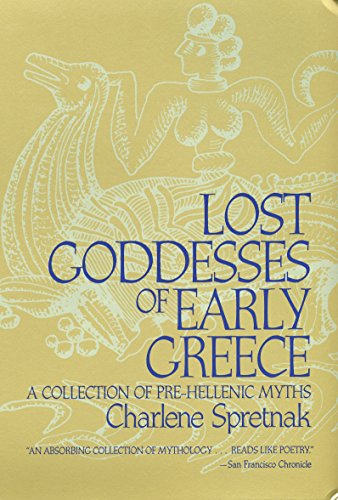 LOST
GODDESSES
OF EARLY
GREECE
A COLLECTION OF PRE-HELLENIC MYTHS
Charlene Spretnak
"AN ABSORBING COLLECTION OF MYTHOLOGY . . . READS LIKE POETRY."
—San Francisco Chronicle